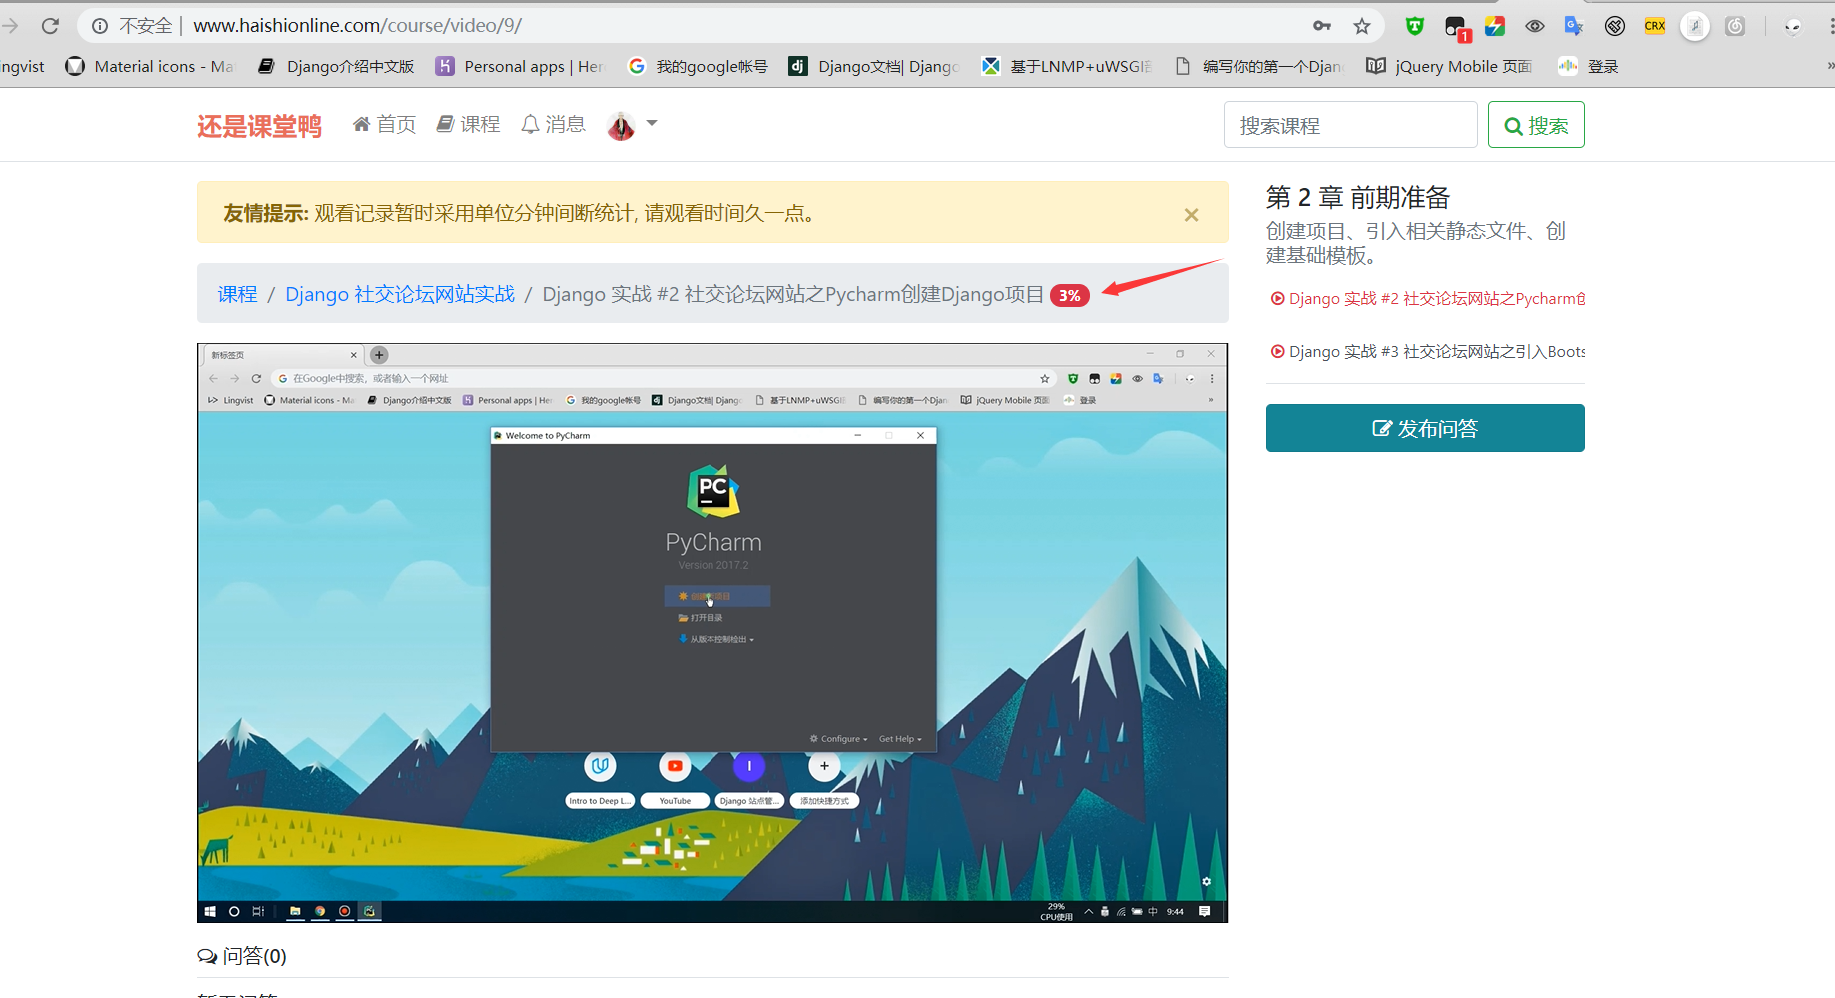 不安全 | www.haishionline.com/course/video/9/
1
CRX
ngvist
Material icons - Ma
Django介绍中文版
Personal apps | Her
我的google帐号
Django文档| Django
基于LNMP+uWSGI
编写你的第一个Djan
jQuery Mobile 页面
登录
»
还是课堂鸭
首页
课程
消息
搜索课程
搜索
友情提示: 观看记录暂时采用单位分钟间断统计, 请观看时间久一点。
×
课程 / Django 社交论坛网站实战 / Django 实战 #2 社交论坛网站之Pycharm创建Django项目 3%
第 2 章 前期准备
创建项目、引入相关静态文件、创
建基础模板。
Django 实战 #2 社交论坛网站之Pycharm创
Django 实战 #3 社交论坛网站之引入Boots
发布问答
新标签页
在Google中搜索，或者输入一个网址
Lingvist
Material icons - Ma
Django介绍中文版
Personal apps | Her
我的google帐号
Django文档| Django
基于LNMP+uWSGI
编写你的第一个Djan
jQuery Mobile 页面
登录
»
Welcome to PyCharm
PC
PyCharm
Version 2017.2
项目
打开目录
从版本控制检出
Configure
Get Help
Intro to Deep L...
YouTube
I
Django 站点管...
添加快捷方式
29%
CPU使用
中
9:44
问答(0)